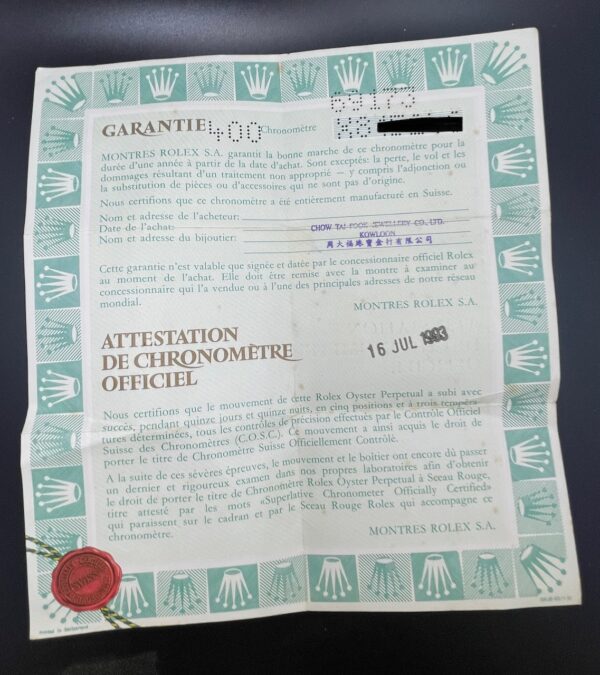 69173
GARANTIE 400 Chronomètre
MONTRES ROLEX S.A. garantit la bonne marche de ce chronomètre pour la
durée d'une année à partir de la date d'achat. Sont exceptés: la perte, le vol et les
dommages résultant d'un traitement non approprié – y compris l'adjonction ou
la substitution de pièces ou d'accessoires qui ne sont pas d'origine.
Nous certifions que ce chronomètre a été entièrement manufacturé en Suisse.
Nom et adresse de l'acheteur:
Date de l'achat:
Nom et adresse du bijoutier:
CHOW TAI FOOK JEWELLERY CO., LTD.
KOWLOON
周大福珠寶金行有限公司
Cette garantie n'est valable que signée et datée par le concessionnaire officiel Rolex
au moment de l'achat. Elle doit être remise avec la montre à examiner au
concessionnaire qui l'a vendue ou à l'une des principales adresses de notre réseau
mondial.
MONTRES ROLEX S.A.
ATTESTATION
DE CHRONOMÈTRE
OFFICIEL
16 JUL 1993
Nous certifions que le mouvement de cette Rolex Oyster Perpetual a subi avec
succès, pendant quinze jours et quinze nuits, en cinq positions et à trois tempéra-
tures déterminées, tous les contrôles de précision effectués par le Contrôle Officiel
Suisse des Chronomètres (C.O.S.C.). Ce mouvement a ainsi acquis le droit de
porter le titre de Chronomètre Suisse Officiellement Contrôlé.
A la suite de ces sévères épreuves, le mouvement et le boîtier ont encore dû passer
un dernier et rigoureux examen dans nos propres laboratoires afin d'obtenir
le droit de porter le titre de Chronomètre Rolex Oyster Perpetual à Sceau Rouge,
titre attesté par les mots «Superlative Chronometer Officially Certified»
qui paraissent sur le cadran et par le Sceau Rouge Rolex qui accompagne ce
chronomètre.
MONTRES ROLEX S.A.
Printed in Switzerland